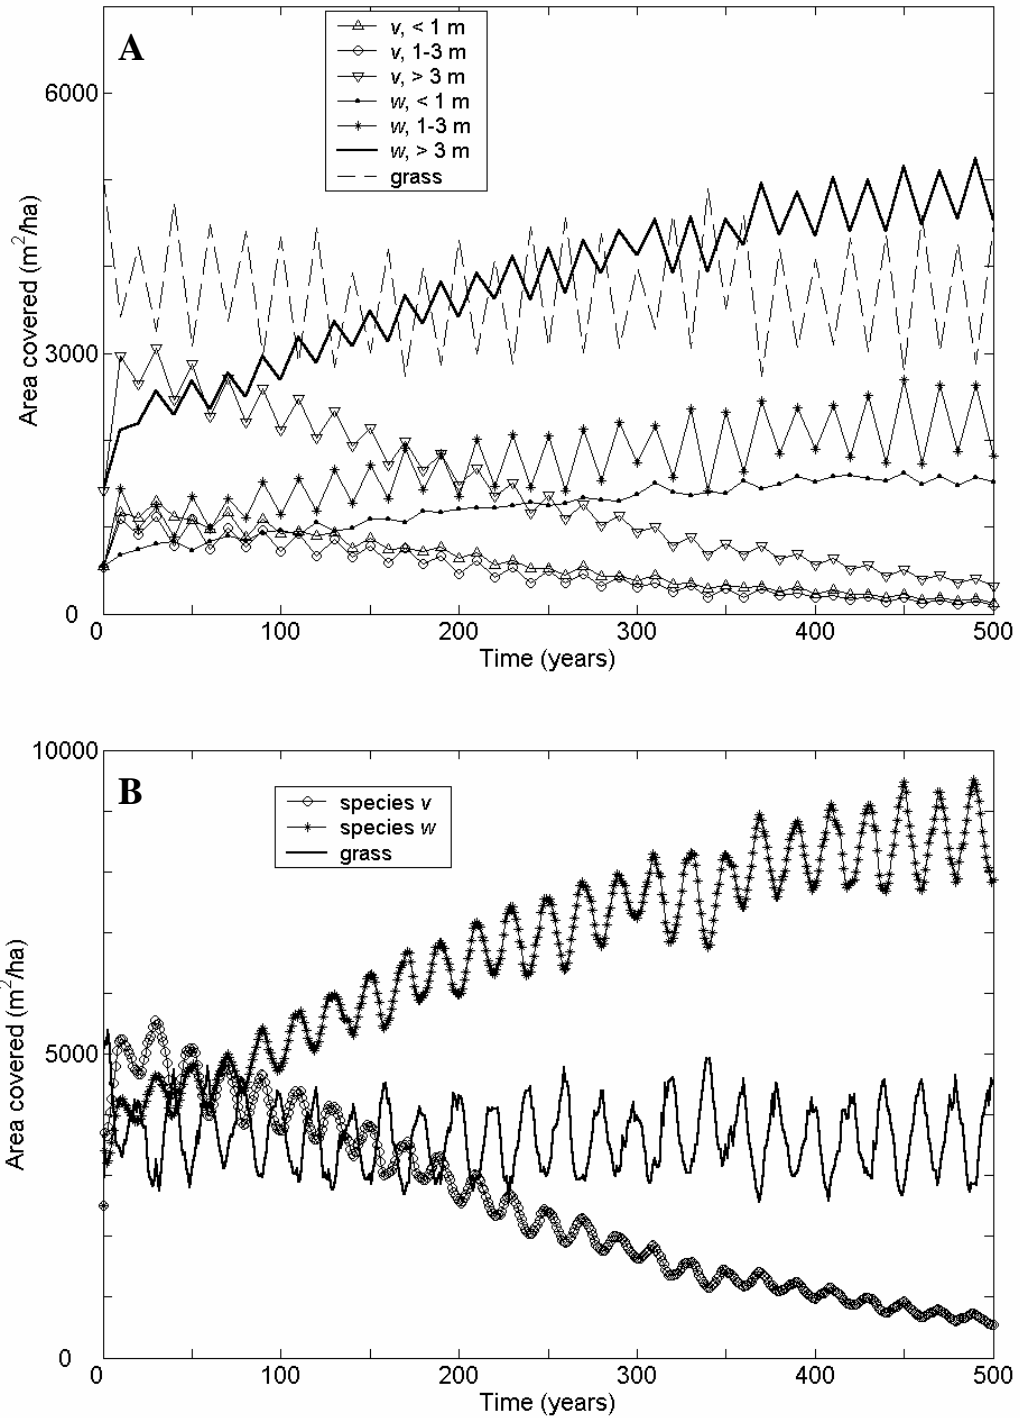 A
v, < 1 m
v, 1-3 m
v, > 3 m
w, < 1 m
w, 1-3 m
w, > 3 m
grass
6000
3000
0
Area covered (m²/ha)
0 100 200 300 400 500
Time (years)
B
species v
species w
grass
10000
5000
0
Area covered (m²/ha)
0 100 200 300 400 500
Time (years)